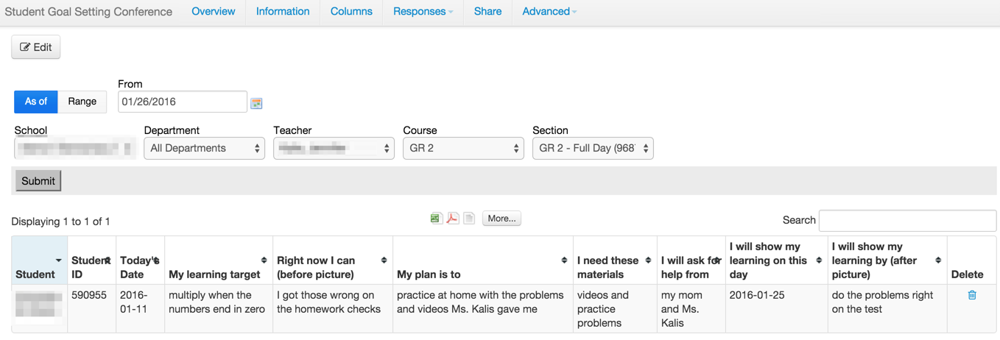 Student Goal Setting Conference Overview Information Columns Responses Share Advanced
Edit
From
As of Range 01/26/2016
School Department Teacher Course Section
All Departments GR 2 GR 2 - Full Day (968
Submit
Displaying 1 to 1 of 1 More... Search
Student
Student ID
Today's Date
My learning target
Right now I can (before picture)
My plan is to
I need these materials
I will ask for help from
I will show my learning on this day
I will show my learning by (after picture)
Delete
590955
2016-01-11
multiply when the numbers end in zero
I got those wrong on the homework checks
practice at home with the problems and videos Ms. Kalis gave me
videos and practice problems
my mom and Ms. Kalis
2016-01-25
do the problems right on the test